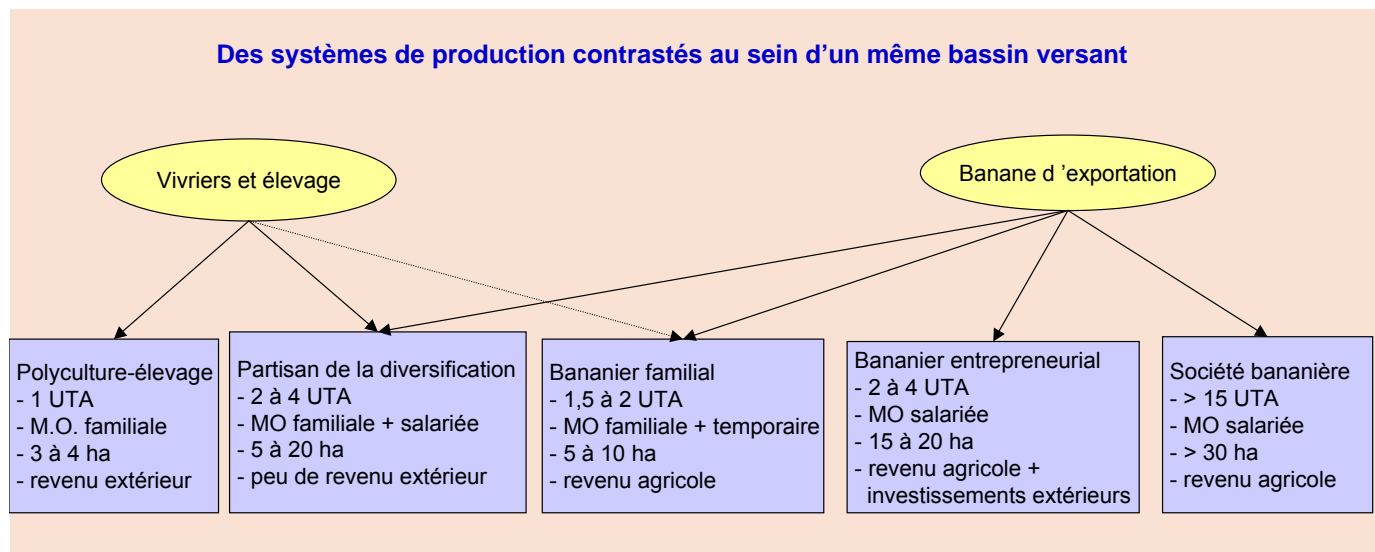 Des systèmes de production contrastés au sein d'un même bassin versant
Vivriers et élevage
Banane d 'exportation
Polyculture-élevage
- 1 UTA
- M.O. familiale
- 3 à 4 ha
- revenu extérieur
Partisan de la diversification
- 2 à 4 UTA
- MO familiale + salariée
- 5 à 20 ha
- peu de revenu extérieur
Bananier familial
- 1,5 à 2 UTA
- MO familiale + temporaire
- 5 à 10 ha
- revenu agricole
Bananier entrepreneurial
- 2 à 4 UTA
- MO salariée
- 15 à 20 ha
- revenu agricole +
investissements extérieurs
Société bananière
- > 15 UTA
- MO salariée
- > 30 ha
- revenu agricole